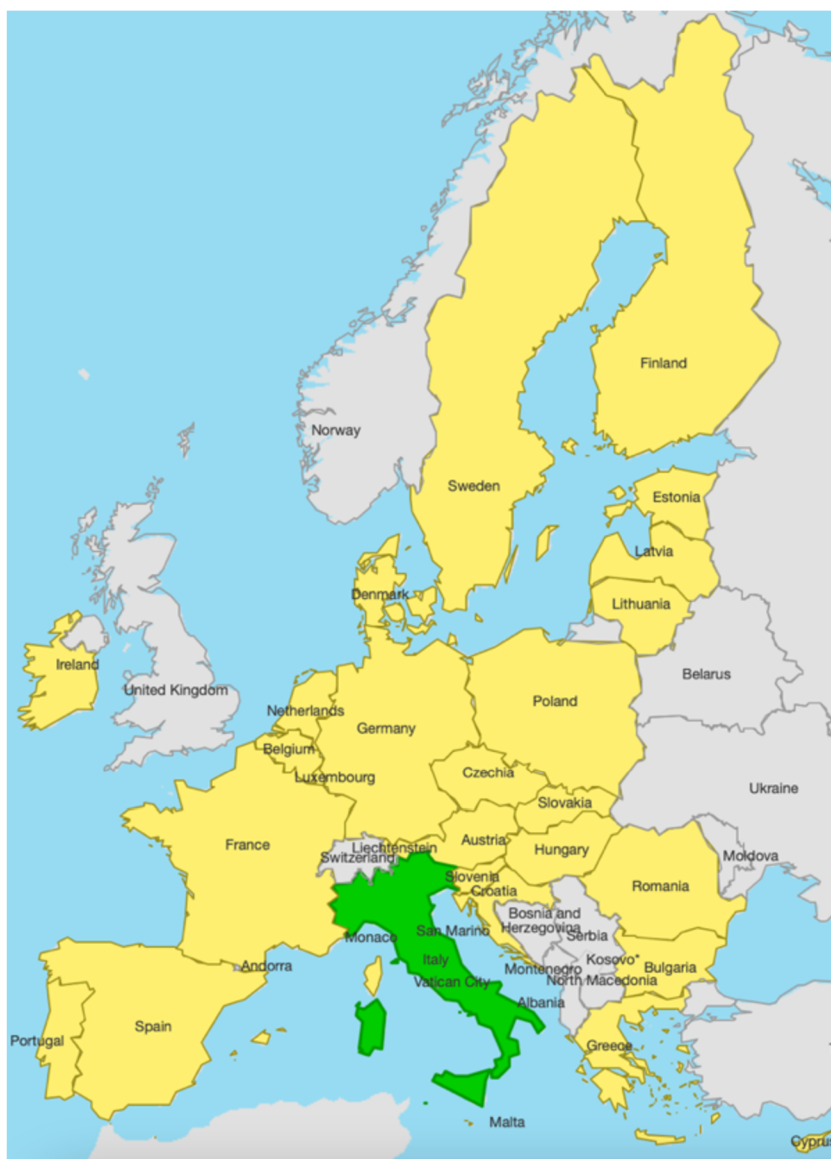 Finland
Norway
Sweden
Estonia
Latvia
Denmark
Lithuania
Ireland
Belarus
United Kingdom
Netherlands
Poland
Germany
Belgium
Czechia
Luxembourg
Ukraine
Slovakia
France
Austria
Liechtenstein
Hungary
Switzerland
Moldova
Slovenia
Romania
Croatia
Bosnia and
Herzegovina
San Marino
Serbia
Monaco
Italy
Kosovo*
Andorra
Montenegro
Bulgaria
Vatican City
North Macedonia
Albania
Spain
Portugal
Greece
Malta
Cyprus